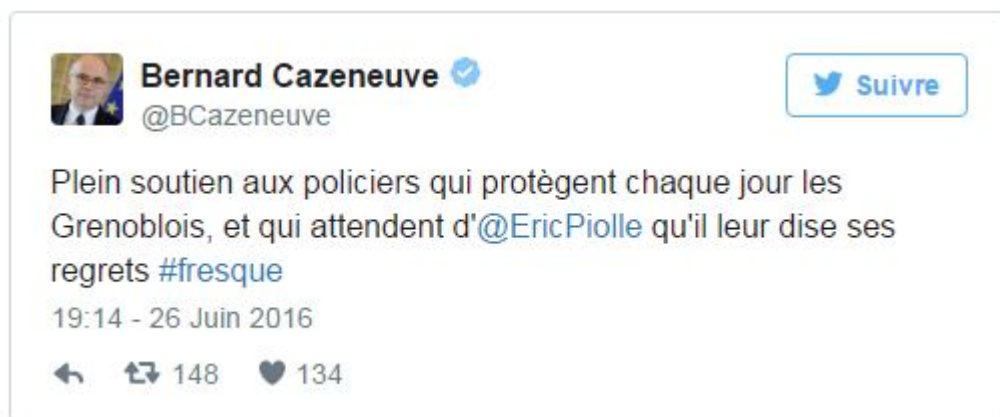 Bernard Cazeneuve
@BCazeneuve
Suivre
Plein soutien aux policiers qui protègent chaque jour les
Grenoblois, et qui attendent d'@EricPiolle qu'il leur dise ses
regrets #fresque
19:14 - 26 Juin 2016
148 134